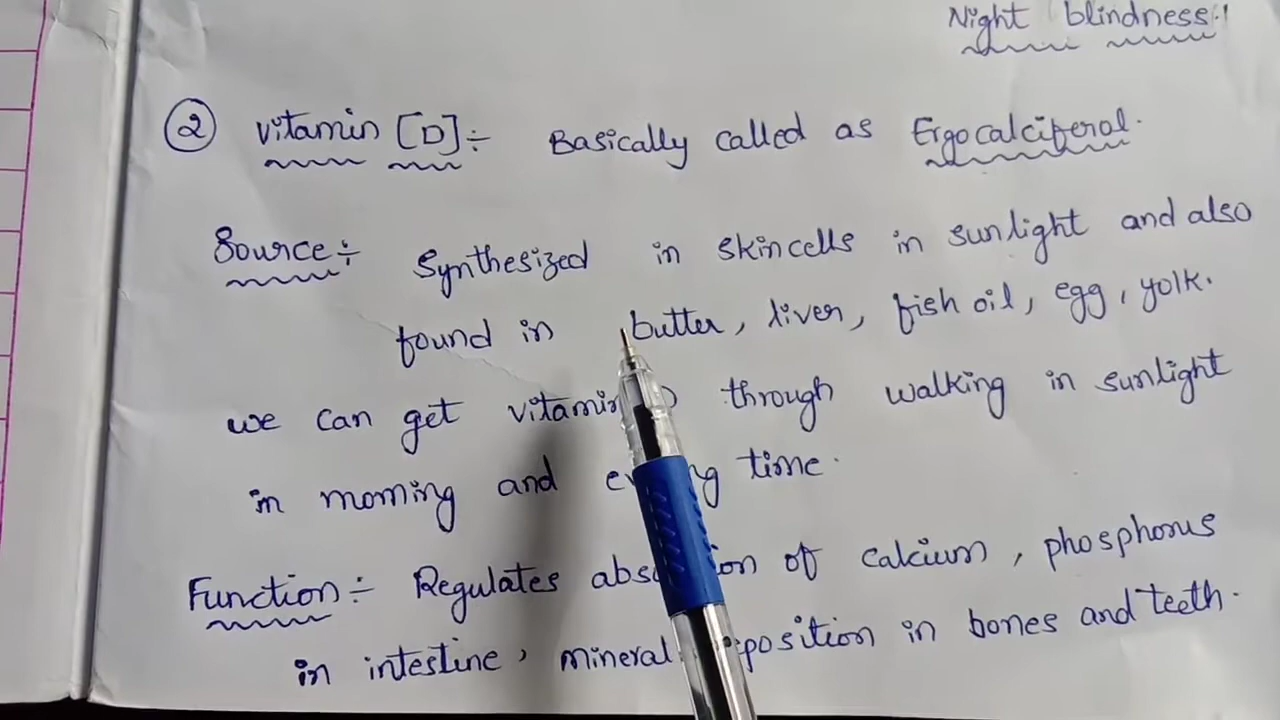 Night blindness.
② vitamin [D]÷ Basically called as Ergocalciferal.
Source÷ Synthesized in skin cells in sunlight and also
found in butter, liver, fish oil, egg, yolk.
we can get vitamin through walking in sunlight
in morning and time.
Function÷ Regulates of calcium, phosphorus
in intestine, mineral in bones and teeth.